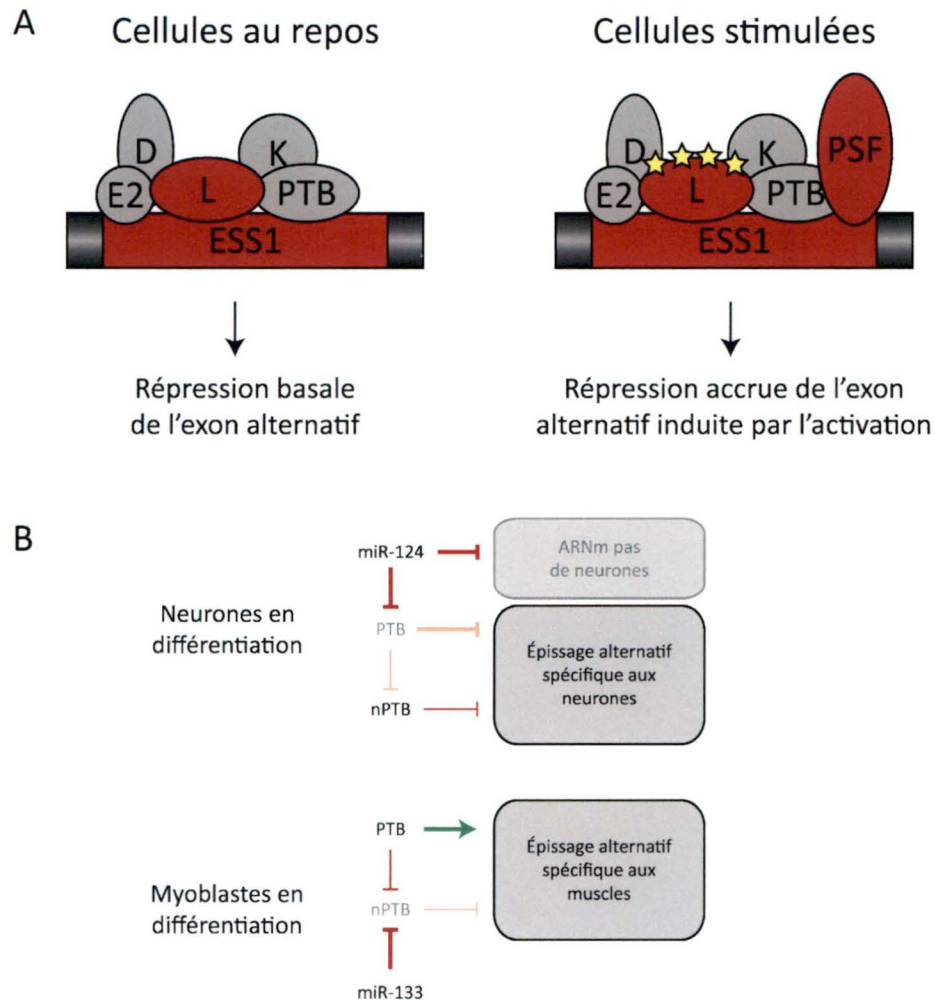 A
Cellules au repos
D
K
E2
L
PTB
ESS1
Répression basale
de l'exon alternatif
Cellules stimulées
D
K
PSF
E2
L
PTB
ESS1
Répression accrue de l'exon
alternatif induite par l'activation
B
Neurones en
différentiation
miR-124
PTB
nPTB
ARNm pas
de neurones
Épissage alternatif
spécifique aux
neurones
Myoblastes en
différentiation
PTB
nPTB
miR-133
Épissage alternatif
spécifique aux
muscles